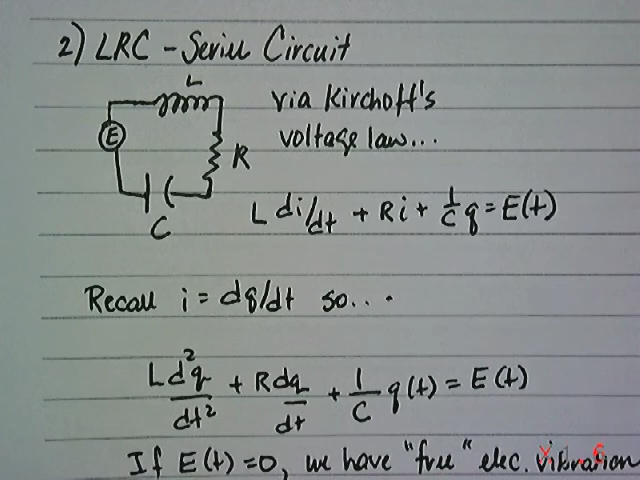 2) LRC - Series Circuit
L
via Kirchoff's
E
voltage law...
R
C
L di/dt + Ri + 1/C q = E(t)
Recall i = dq/dt so...
L d²q/dt² + R dq/dt + 1/C q(t) = E(t)
If E(t) = 0, we have "free" elec. vibration